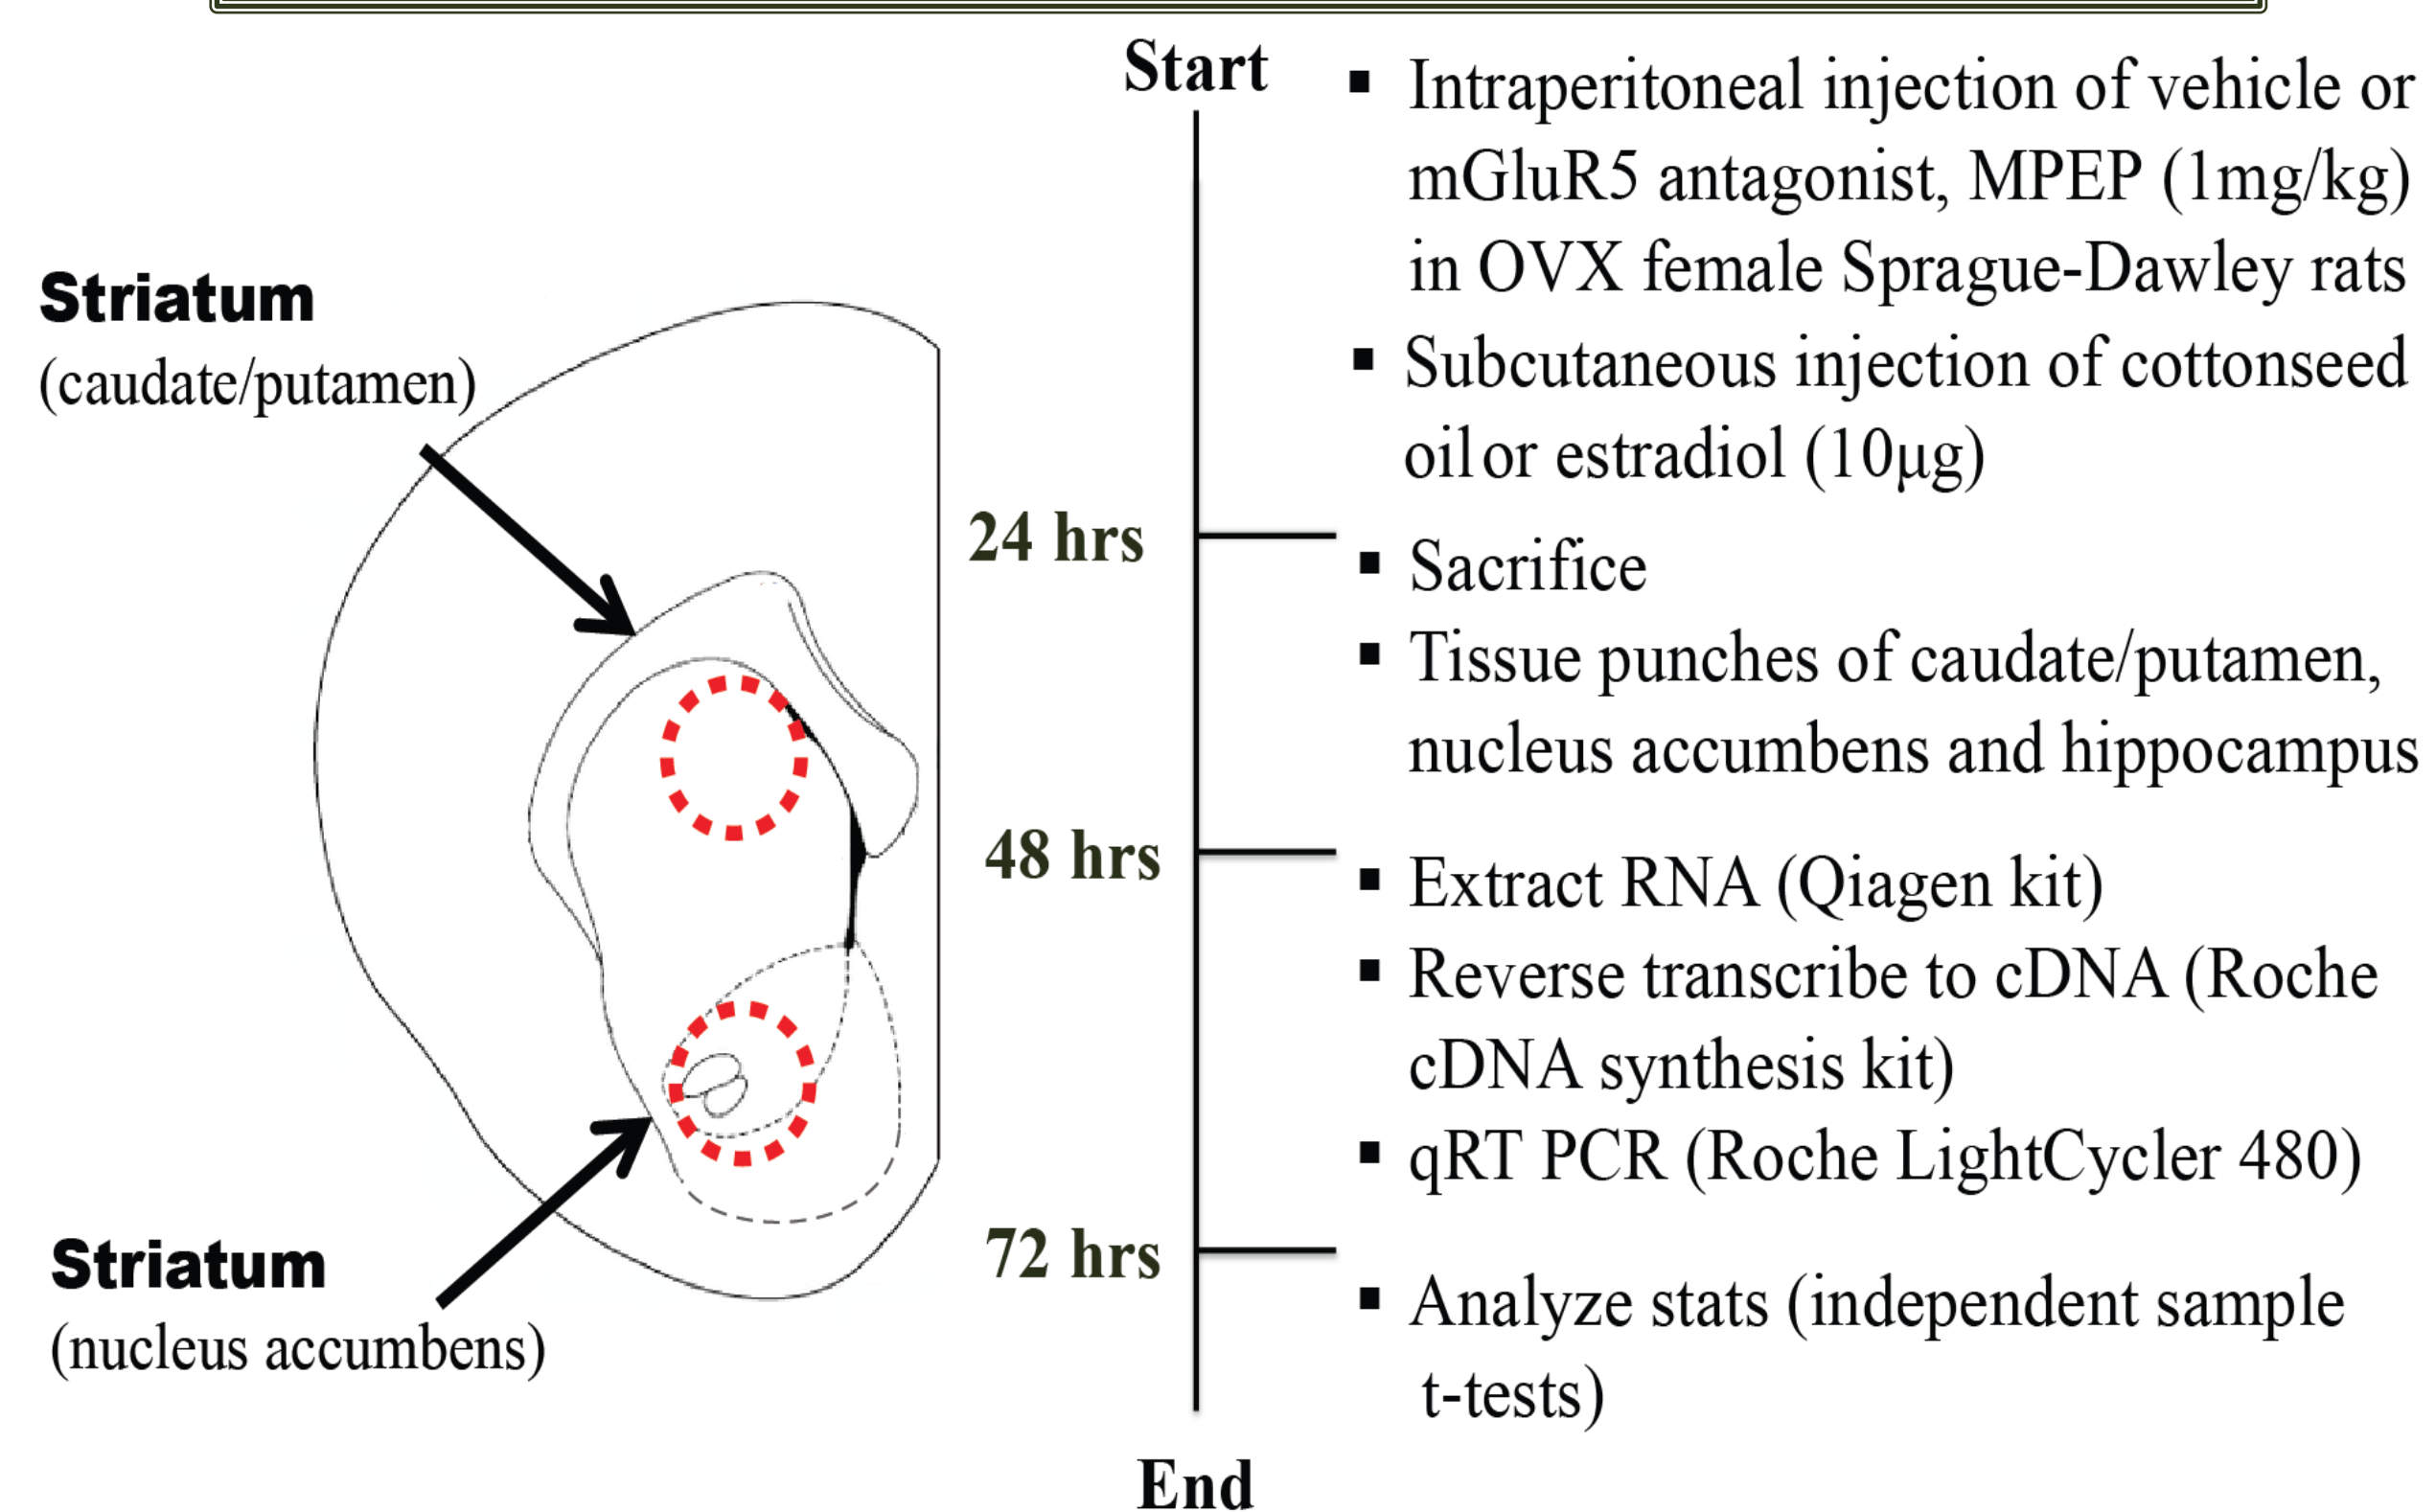 Start
▪ Intraperitoneal injection of vehicle or
mGluR5 antagonist, MPEP (1mg/kg)
in OVX female Sprague-Dawley rats
▪ Subcutaneous injection of cottonseed
oil or estradiol (10μg)
24 hrs
▪ Sacrifice
▪ Tissue punches of caudate/putamen,
nucleus accumbens and hippocampus
48 hrs
▪ Extract RNA (Qiagen kit)
▪ Reverse transcribe to cDNA (Roche
cDNA synthesis kit)
▪ qRT PCR (Roche LightCycler 480)
72 hrs
▪ Analyze stats (independent sample
t-tests)
End
Striatum
(caudate/putamen)
Striatum
(nucleus accumbens)